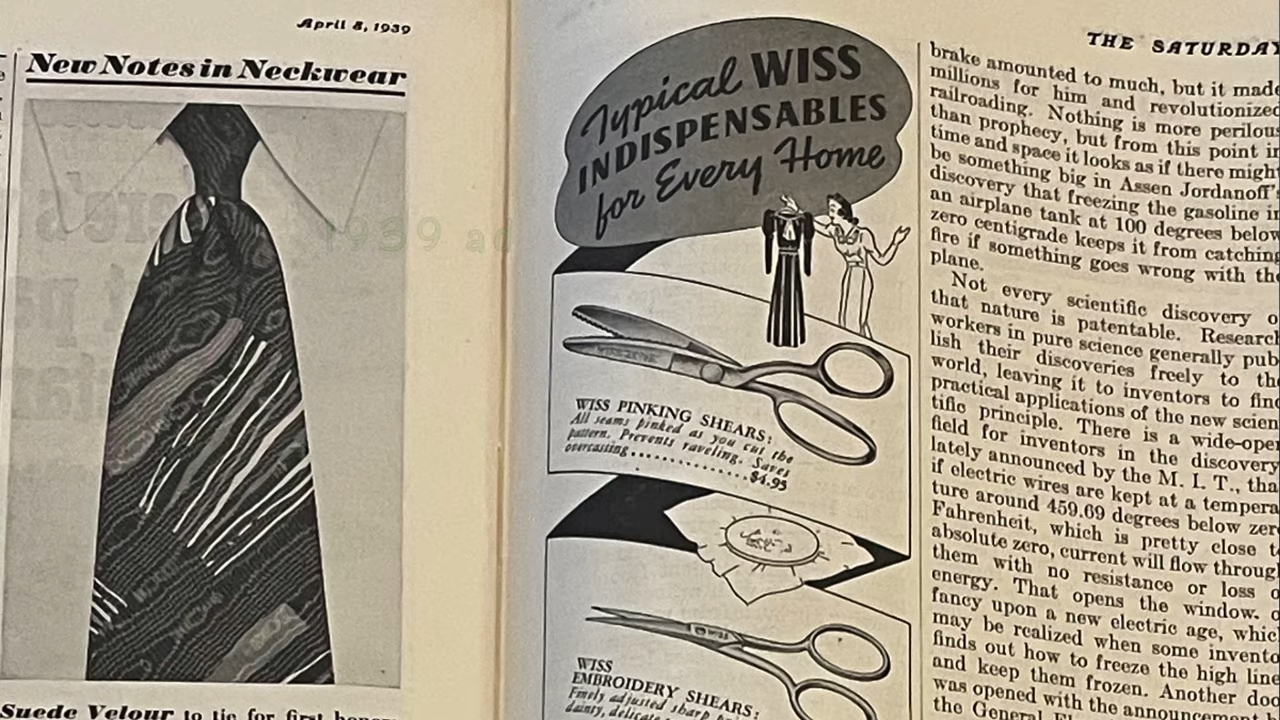 April 8, 1939
New Notes in Neckwear
Suede Velour to tie for first
Typical WISS
INDISPENSABLES
for Every Home
WISS PINKING SHEARS:
All seams pinked as you cut the
pattern. Prevents raveling. Saves
overcasting..............$4.95
WISS
WISS
EMBROIDERY SHEARS:
Finely adjusted sharp
dainty, delicate
THE SATURDAY
brake amounted to much, but it made
millions for him and revolutionized
railroading. Nothing is more perilous
than prophecy, but from this point in
time and space it looks as if there might
be something big in Assen Jordanoff's
discovery that freezing the gasoline in
an airplane tank at 100 degrees below
zero centigrade keeps it from catching
fire if something goes wrong with the
plane.
Not every scientific discovery of
that nature is patentable. Research
workers in pure science generally pub-
lish their discoveries freely to the
world, leaving it to inventors to find
practical applications of the new scien-
tific principle. There is a wide-open
field for inventors in the discovery,
lately announced by the M. I. T., that
if electric wires are kept at a tempera-
ture around 459.69 degrees below zero
Fahrenheit, which is pretty close to
absolute zero, current will flow through
them with no resistance or loss of
energy. That opens the window.
fancy upon a new electric age, which
may be realized when some inventor
finds out how to freeze the high line
and keep them frozen. Another door
was opened with the announcement
the General
1939 ad